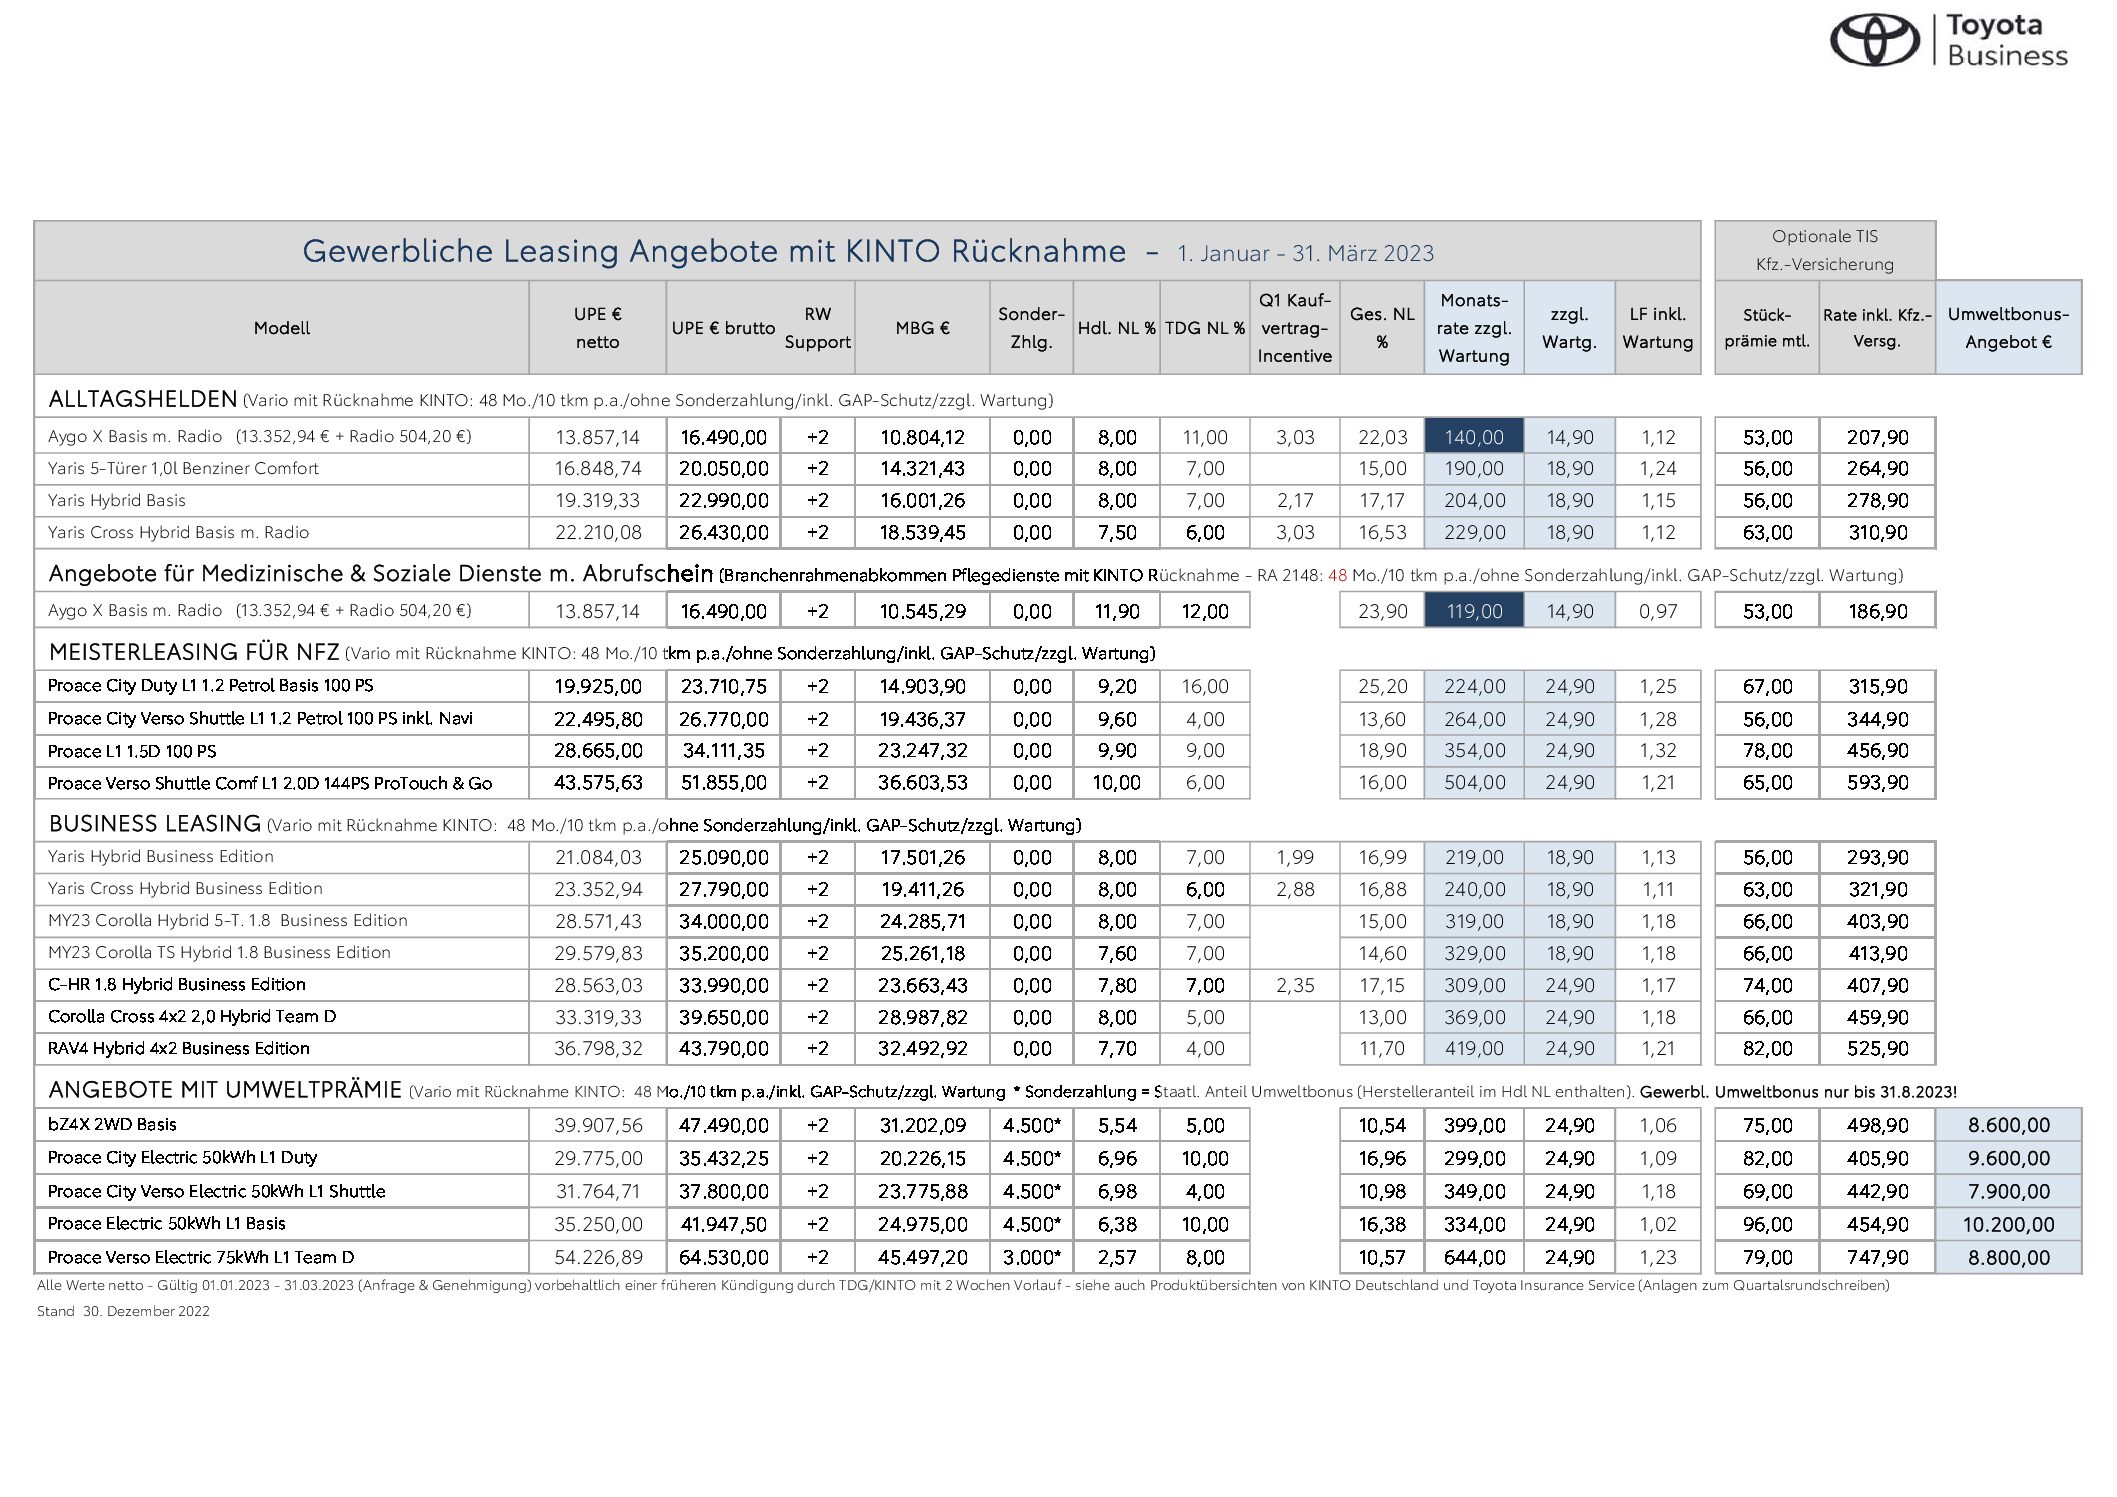 Toyota
Business
Gewerbliche Leasing Angebote mit KINTO Rücknahme – 1. Januar - 31. März 2023
Optionale TIS
Kfz.-Versicherung
Modell UPE € netto UPE € brutto RW Support MBG € Sonder-Zhlg. Hdl. NL % TDG NL % Q1 Kauf-vertrag-Incentive Ges. NL % Monats-rate zzgl. Wartung zzgl. Wartg. LF inkl. Wartung Stück-prämie mtl. Rate inkl. Kfz.-Versg. Umweltbonus-Angebot €
ALLTAGSHELDEN (Vario mit Rücknahme KINTO: 48 Mo./10 tkm p.a./ohne Sonderzahlung/inkl. GAP-Schutz/zzgl. Wartung)
Aygo X Basis m. Radio (13.352,94 € + Radio 504,20 €) 13.857,14 16.490,00 +2 10.804,12 0,00 8,00 11,00 3,03 22,03 140,00 14,90 1,12 53,00 207,90
Yaris 5-Türer 1,0l Benziner Comfort 16.848,74 20.050,00 +2 14.321,43 0,00 8,00 7,00 15,00 190,00 18,90 1,24 56,00 264,90
Yaris Hybrid Basis 19.319,33 22.990,00 +2 16.001,26 0,00 8,00 7,00 2,17 17,17 204,00 18,90 1,15 56,00 278,90
Yaris Cross Hybrid Basis m. Radio 22.210,08 26.430,00 +2 18.539,45 0,00 7,50 6,00 3,03 16,53 229,00 18,90 1,12 63,00 310,90
Angebote für Medizinische & Soziale Dienste m. Abrufschein (Branchenrahmenabkommen Pflegedienste mit KINTO Rücknahme - RA 2148: 48 Mo./10 tkm p.a./ohne Sonderzahlung/inkl. GAP-Schutz/zzgl. Wartung)
Aygo X Basis m. Radio (13.352,94 € + Radio 504,20 €) 13.857,14 16.490,00 +2 10.545,29 0,00 11,90 12,00 23,90 119,00 14,90 0,97 53,00 186,90
MEISTERLEASING FÜR NFZ (Vario mit Rücknahme KINTO: 48 Mo./10 tkm p.a./ohne Sonderzahlung/inkl. GAP-Schutz/zzgl. Wartung)
Proace City Duty L1 1.2 Petrol Basis 100 PS 19.925,00 23.710,75 +2 14.903,90 0,00 9,20 16,00 25,20 224,00 24,90 1,25 67,00 315,90
Proace City Verso Shuttle L1 1.2 Petrol 100 PS inkl. Navi 22.495,80 26.770,00 +2 19.436,37 0,00 9,60 4,00 13,60 264,00 24,90 1,28 56,00 344,90
Proace L1 1.5D 100 PS 28.665,00 34.111,35 +2 23.247,32 0,00 9,90 9,00 18,90 354,00 24,90 1,32 78,00 456,90
Proace Verso Shuttle Comf L1 2.0D 144PS ProTouch & Go 43.575,63 51.855,00 +2 36.603,53 0,00 10,00 6,00 16,00 504,00 24,90 1,21 65,00 593,90
BUSINESS LEASING (Vario mit Rücknahme KINTO: 48 Mo./10 tkm p.a./ohne Sonderzahlung/inkl. GAP-Schutz/zzgl. Wartung)
Yaris Hybrid Business Edition 21.084,03 25.090,00 +2 17.501,26 0,00 8,00 7,00 1,99 16,99 219,00 18,90 1,13 56,00 293,90
Yaris Cross Hybrid Business Edition 23.352,94 27.790,00 +2 19.411,26 0,00 8,00 6,00 2,88 16,88 240,00 18,90 1,11 63,00 321,90
MY23 Corolla Hybrid 5-T. 1.8 Business Edition 28.571,43 34.000,00 +2 24.285,71 0,00 8,00 7,00 15,00 319,00 18,90 1,18 66,00 403,90
MY23 Corolla TS Hybrid 1.8 Business Edition 29.579,83 35.200,00 +2 25.261,18 0,00 7,60 7,00 14,60 329,00 18,90 1,18 66,00 413,90
C-HR 1.8 Hybrid Business Edition 28.563,03 33.990,00 +2 23.663,43 0,00 7,80 7,00 2,35 17,15 309,00 24,90 1,17 74,00 407,90
Corolla Cross 4x2 2,0 Hybrid Team D 33.319,33 39.650,00 +2 28.987,82 0,00 8,00 5,00 13,00 369,00 24,90 1,18 66,00 459,90
RAV4 Hybrid 4x2 Business Edition 36.798,32 43.790,00 +2 32.492,92 0,00 7,70 4,00 11,70 419,00 24,90 1,21 82,00 525,90
ANGEBOTE MIT UMWELTPRÄMIE (Vario mit Rücknahme KINTO: 48 Mo./10 tkm p.a./inkl. GAP-Schutz/zzgl. Wartung * Sonderzahlung = Staatl. Anteil Umweltbonus (Herstelleranteil im Hdl NL enthalten). Gewerbl. Umweltbonus nur bis 31.8.2023!
bZ4X 2WD Basis 39.907,56 47.490,00 +2 31.202,09 4.500* 5,54 5,00 10,54 399,00 24,90 1,06 75,00 498,90 8.600,00
Proace City Electric 50kWh L1 Duty 29.775,00 35.432,25 +2 20.226,15 4.500* 6,96 10,00 16,96 299,00 24,90 1,09 82,00 405,90 9.600,00
Proace City Verso Electric 50kWh L1 Shuttle 31.764,71 37.800,00 +2 23.775,88 4.500* 6,98 4,00 10,98 349,00 24,90 1,18 69,00 442,90 7.900,00
Proace Electric 50kWh L1 Basis 35.250,00 41.947,50 +2 24.975,00 4.500* 6,38 10,00 16,38 334,00 24,90 1,02 96,00 454,90 10.200,00
Proace Verso Electric 75kWh L1 Team D 54.226,89 64.530,00 +2 45.497,20 3.000* 2,57 8,00 10,57 644,00 24,90 1,23 79,00 747,90 8.800,00
Alle Werte netto - Gültig 01.01.2023 - 31.03.2023 (Anfrage & Genehmigung) vorbehaltlich einer früheren Kündigung durch TDG/KINTO mit 2 Wochen Vorlauf - siehe auch Produktübersichten von KINTO Deutschland und Toyota Insurance Service (Anlagen zum Quartalsrundschreiben)
Stand 30. Dezember 2022